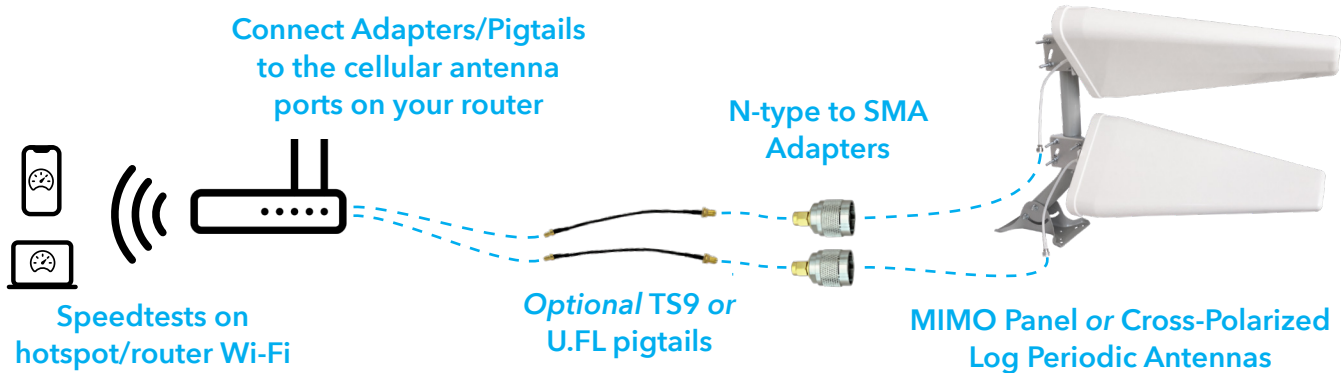 Connect Adapters/Pigtails
to the cellular antenna
ports on your router
N-type to SMA
Adapters
Speedtests on
hotspot/router Wi-Fi
Optional TS9 or
U.FL pigtails
MIMO Panel or Cross-Polarized
Log Periodic Antennas